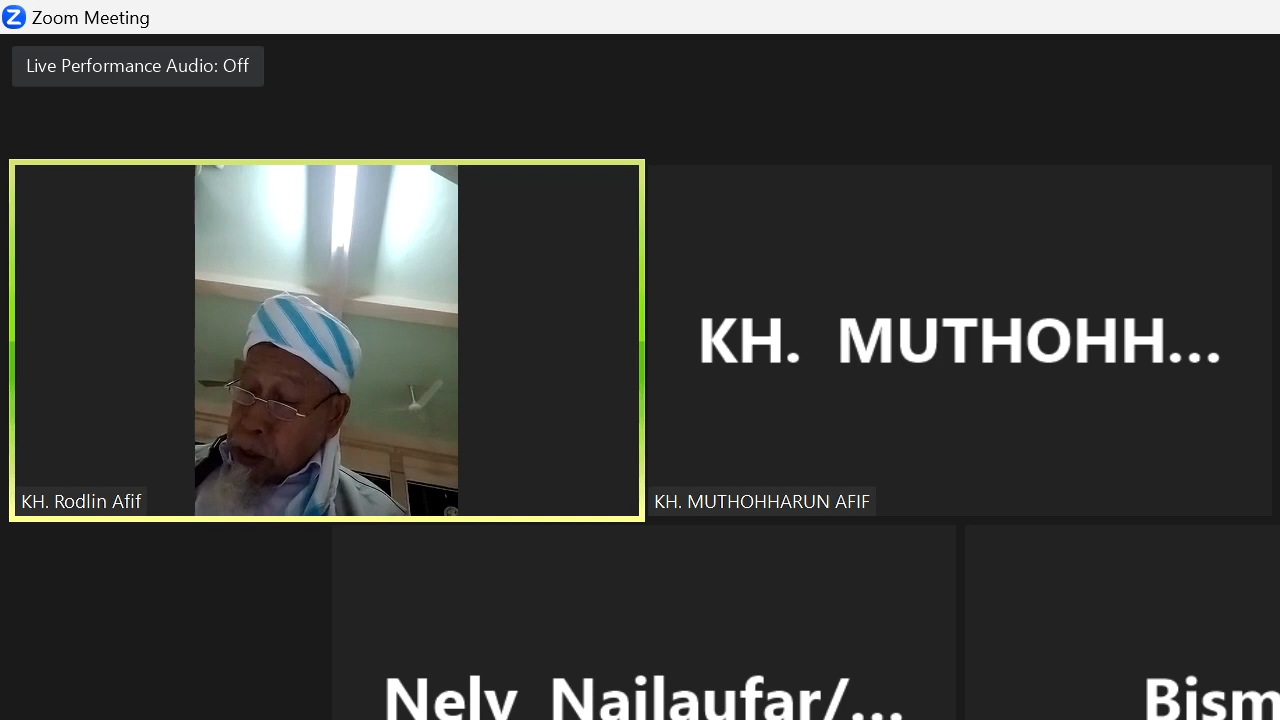 Zoom Meeting
Live Performance Audio: Off
KH. MUTHOHH...
KH. Rodlin Afif
KH. MUTHOHHARUN AFIF
Nely Nailaufar/...
Bism